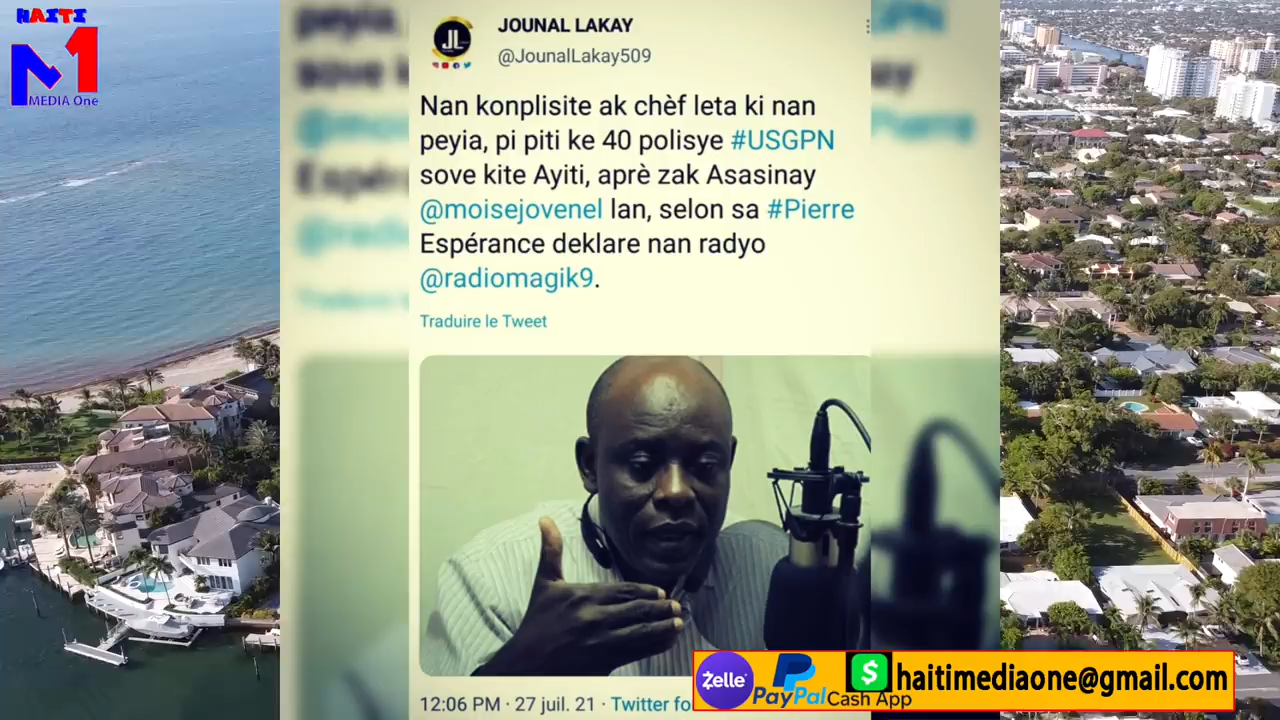 HAITI
M1
MEDIA One
JL
JOUNAL LAKAY
@JounalLakay509
Nan konplisite ak chèf leta ki nan
peyia, pi piti ke 40 polisye #USGPN
sove kite Ayiti, aprè zak Asasinay
@moisejovenel lan, selon sa #Pierre
Espérance deklare nan radyo
@radiomagik9.
Traduire le Tweet
12:06 PM · 27 juil. 21 · Twitter fo
Zelle
PayPal
$
Cash App
haitimediaone@gmail.com